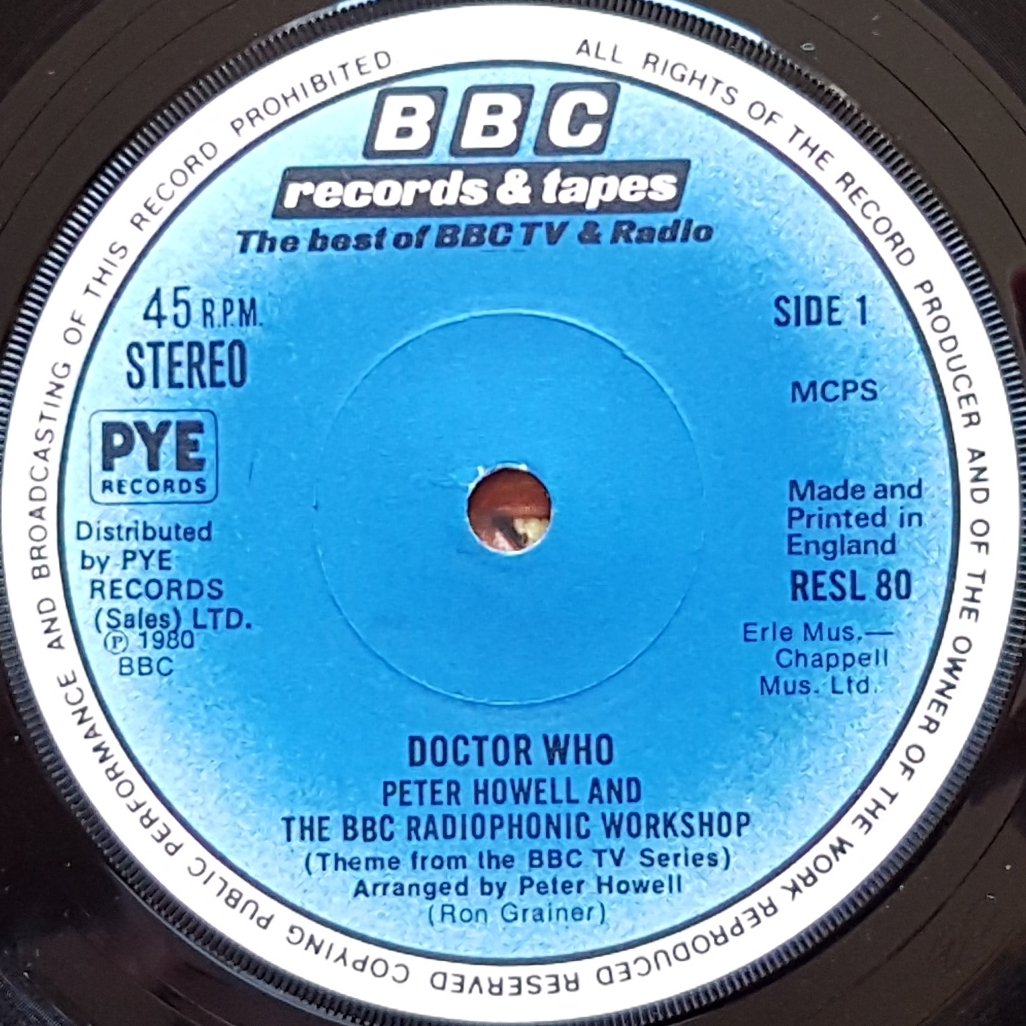 ALL RIGHTS OF THE RECORD PRODUCER AND OF THE OWNER OF THE WORK REPRODUCED RESERVED COPYING PUBLIC PERFORMANCE AND BROADCASTING OF THIS RECORD PROHIBITED
BBC
records & tapes
The best of BBC TV & Radio
45 R.P.M.
STEREO
SIDE 1
MCPS
PYE
RECORDS
Distributed
by PYE
RECORDS
(Sales) LTD.
Ⓟ 1980
BBC
Made and
Printed in
England
RESL 80
Erle Mus.—
Chappell
Mus. Ltd.
DOCTOR WHO
PETER HOWELL AND
THE BBC RADIOPHONIC WORKSHOP
(Theme from the BBC TV Series)
Arranged by Peter Howell
(Ron Grainer)